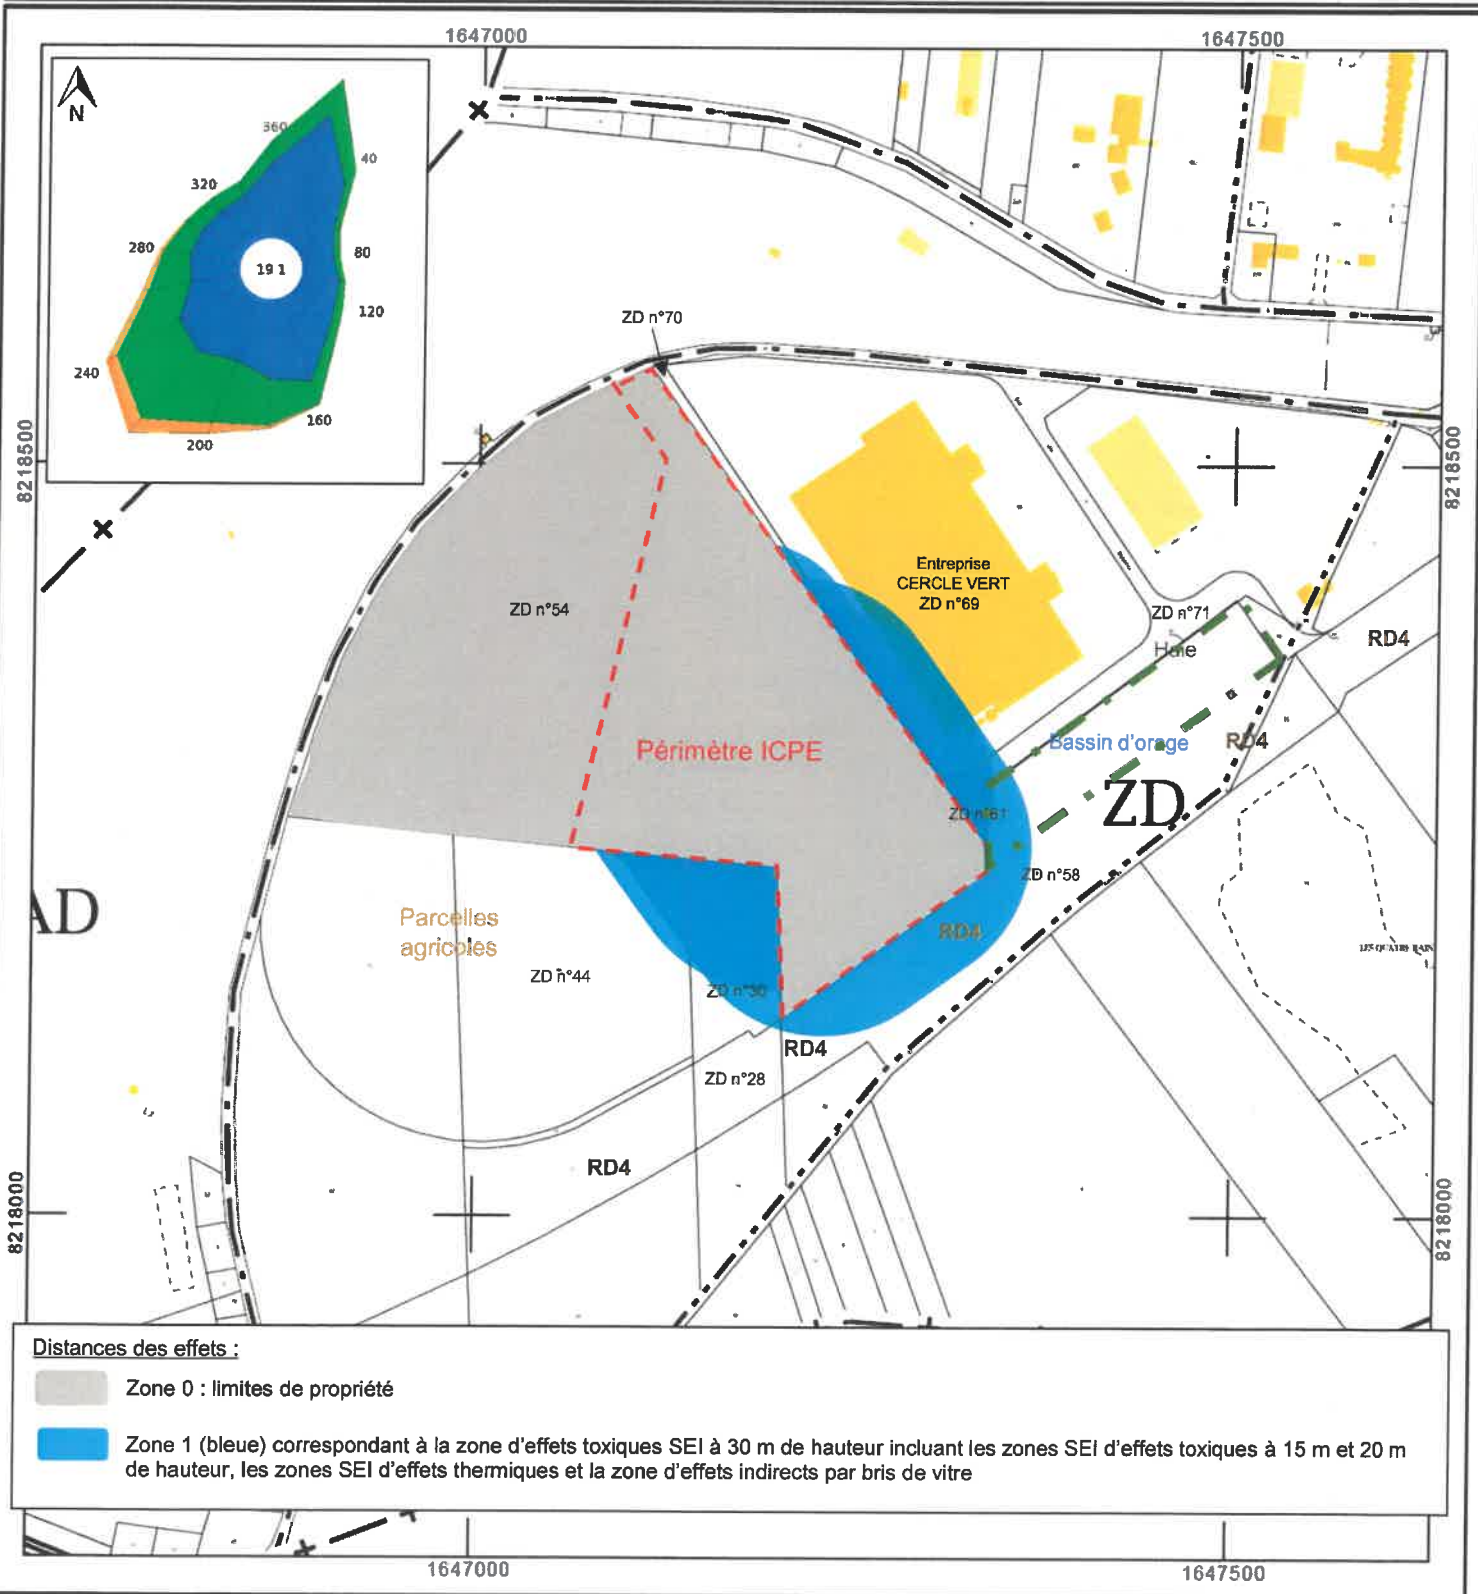 1647000
1647500
N
360
40
320
280
80
19 1
120
240
160
200
ZD n°70
8218500
8218500
Entreprise
CERCLE VERT
ZD n°69
ZD n°54
ZD n°71
Haie
RD4
Périmètre ICPE
Bassin d'orage
RD4
ZD
ZD n°61
ZD n°58
AD
Parcelles
agricoles
RD4
LES QUATRE
ZD n°44
ZD n°30
RD4
ZD n°28
RD4
8218000
8218000
Distances des effets :
Zone 0 : limites de propriété
Zone 1 (bleue) correspondant à la zone d'effets toxiques SEI à 30 m de hauteur incluant les zones SEI d'effets toxiques à 15 m et 20 m
de hauteur, les zones SEI d'effets thermiques et la zone d'effets indirects par bris de vitre
1647000
1647500